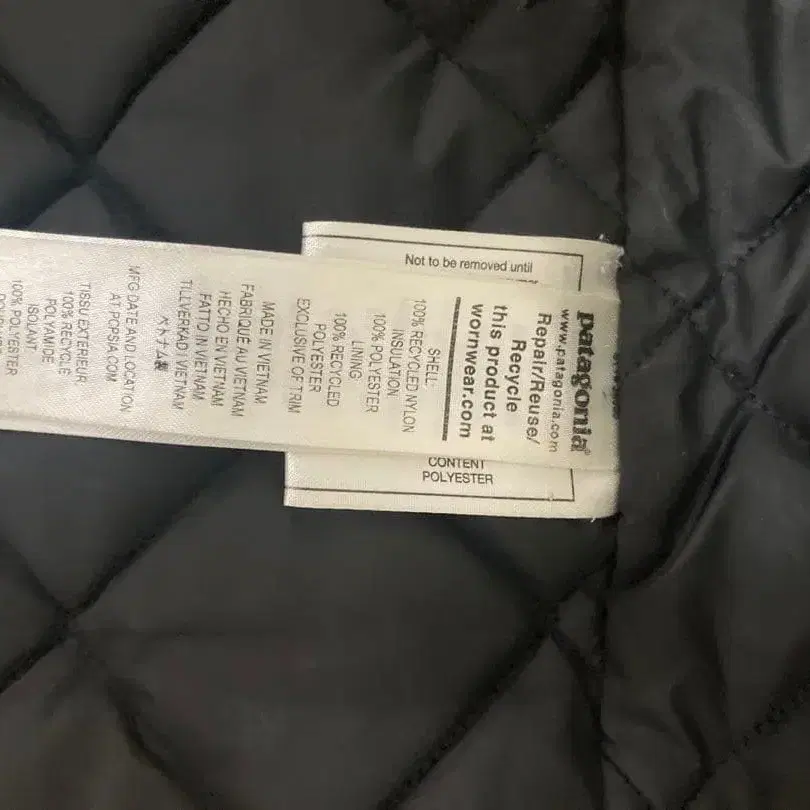 patagonia®
www.patagonia.com
Repair/Reuse/
Recycle
this product at
wornwear.com
SHELL:
100% RECYCLED NYLON
INSULATION
100% POLYESTER
LINING
100% RECYCLED
POLYESTER
EXCLUSIVE OF TRIM
MADE IN VIETNAM
FABRIQUÉ AU VIETNAM
HECHO EN VIETNAM
FATTO IN VIETNAM
TILLVERKAD I VIETNAM
ベトナム製
MFG DATE AND LOCATION
AT PCPSIA.COM
TISSU EXTERIEUR
100% RECYCLE
POLYAMIDE
ISOLANT
100% POLYESTER
Not to be removed until
CONTENT
POLYESTER